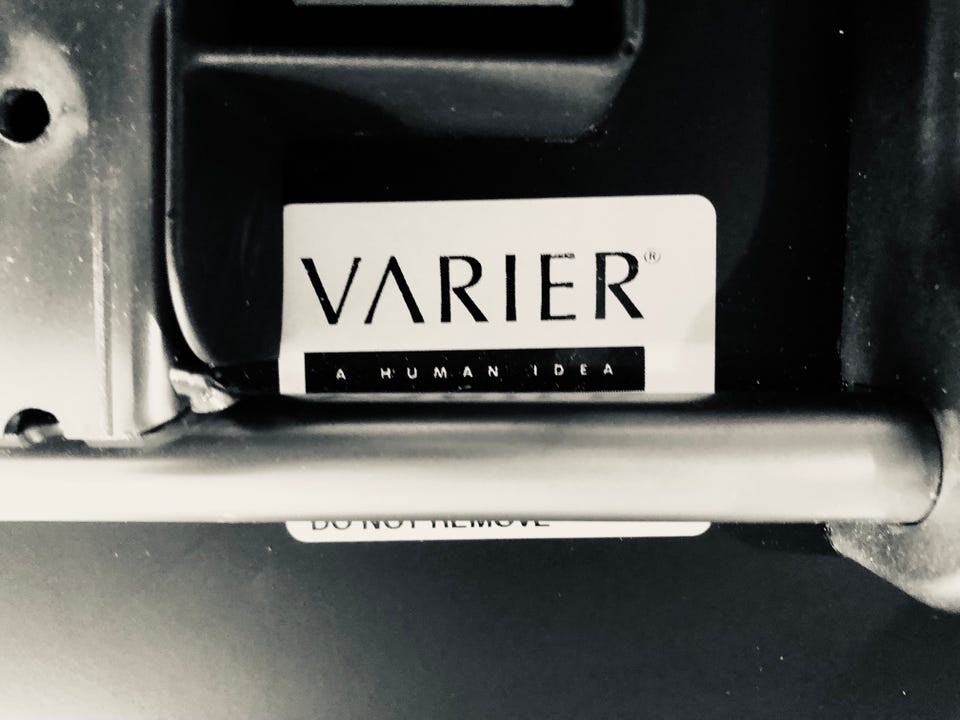 VARIER®
A HUMAN IDEA
DO NOT REMOVE